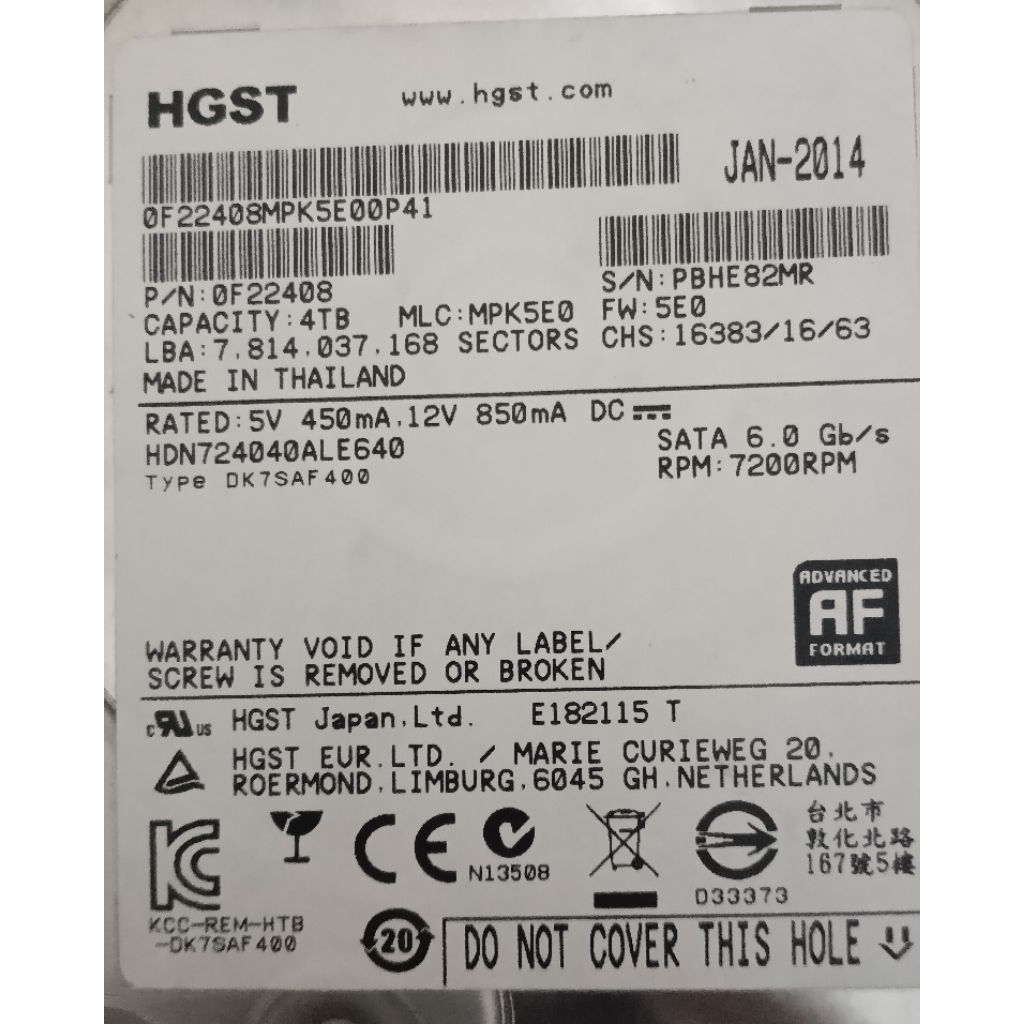 HGST
www.hgst.com
JAN-2014
0F22408MPK5E00P41
P/N:0F22408
S/N:PBHE82MR
CAPACITY:4TB MLC:MPK5E0 FW:5E0
LBA:7,814,037,168 SECTORS CHS:16383/16/63
MADE IN THAILAND
RATED:5V 450mA,12V 850mA DC
HDN724040ALE640
SATA 6.0 Gb/s
Type DK7SAF400
RPM:7200RPM
ADVANCED
AF
FORMAT
WARRANTY VOID IF ANY LABEL/
SCREW IS REMOVED OR BROKEN
c RU US HGST Japan,Ltd. E182115 T
HGST EUR.LTD. / MARIE CURIEWEG 20,
ROERMOND,LIMBURG,6045 GH,NETHERLANDS
台北市
敦化北路
167號5樓
CE
N13508
D33373
KC
KCC-REM-HTB
-DK7SAF400
20
DO NOT COVER THIS HOLE